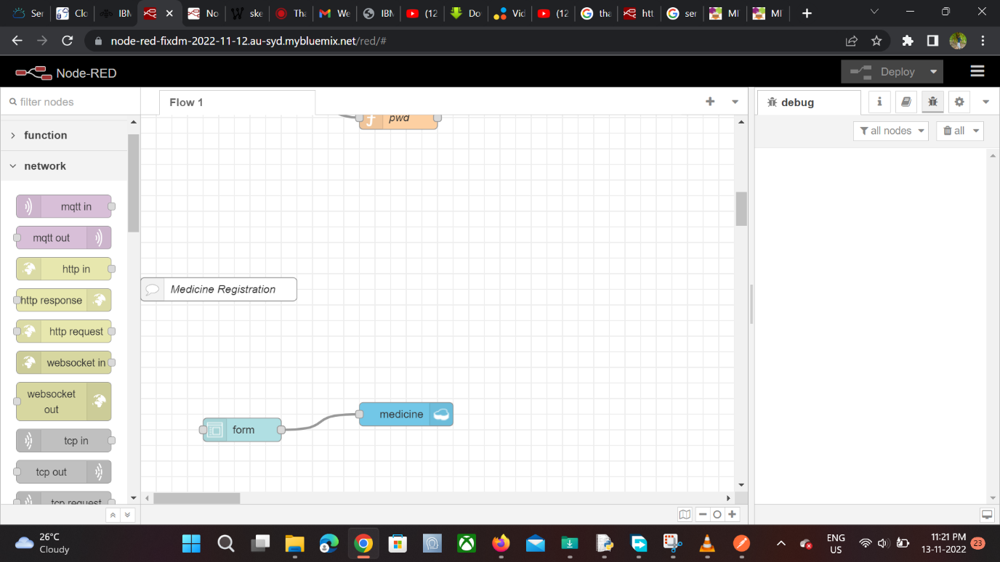 Ser
Clo
IBM
No
ske
Tha
We
IBM
(12
Do
Vid
(12
tha
htt
ser
MI
MI
node-red-fixdm-2022-11-12.au-syd.mybluemix.net/red/#
Node-RED
Deploy
filter nodes
Flow 1
debug
all nodes
all
function
network
mqtt in
mqtt out
http in
http response
http request
websocket in
websocket
out
tcp in
tcp out
tcp request
pwd
Medicine Registration
form
medicine
26°C
Cloudy
ENG
US
11:21 PM
13-11-2022
23